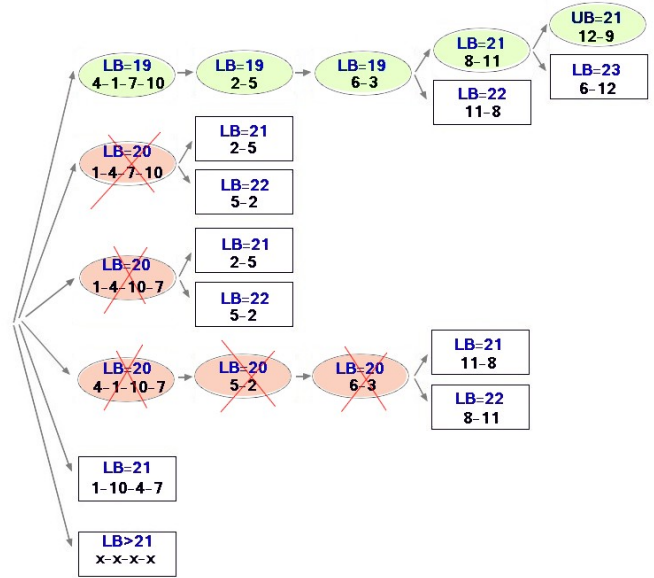 UB=21
12-9
LB=19
4-1-7-10
LB=19
2-5
LB=19
6-3
LB=21
8-11
LB=23
6-12
LB=22
11-8
LB=20
1-4-7-10
LB=21
2-5
LB=22
5-2
LB=20
1-4-10-7
LB=21
2-5
LB=22
5-2
LB=20
4-1-10-7
LB=20
5-2
LB=20
6-3
LB=21
11-8
LB=22
8-11
LB=21
1-10-4-7
LB>21
x-x-x-x